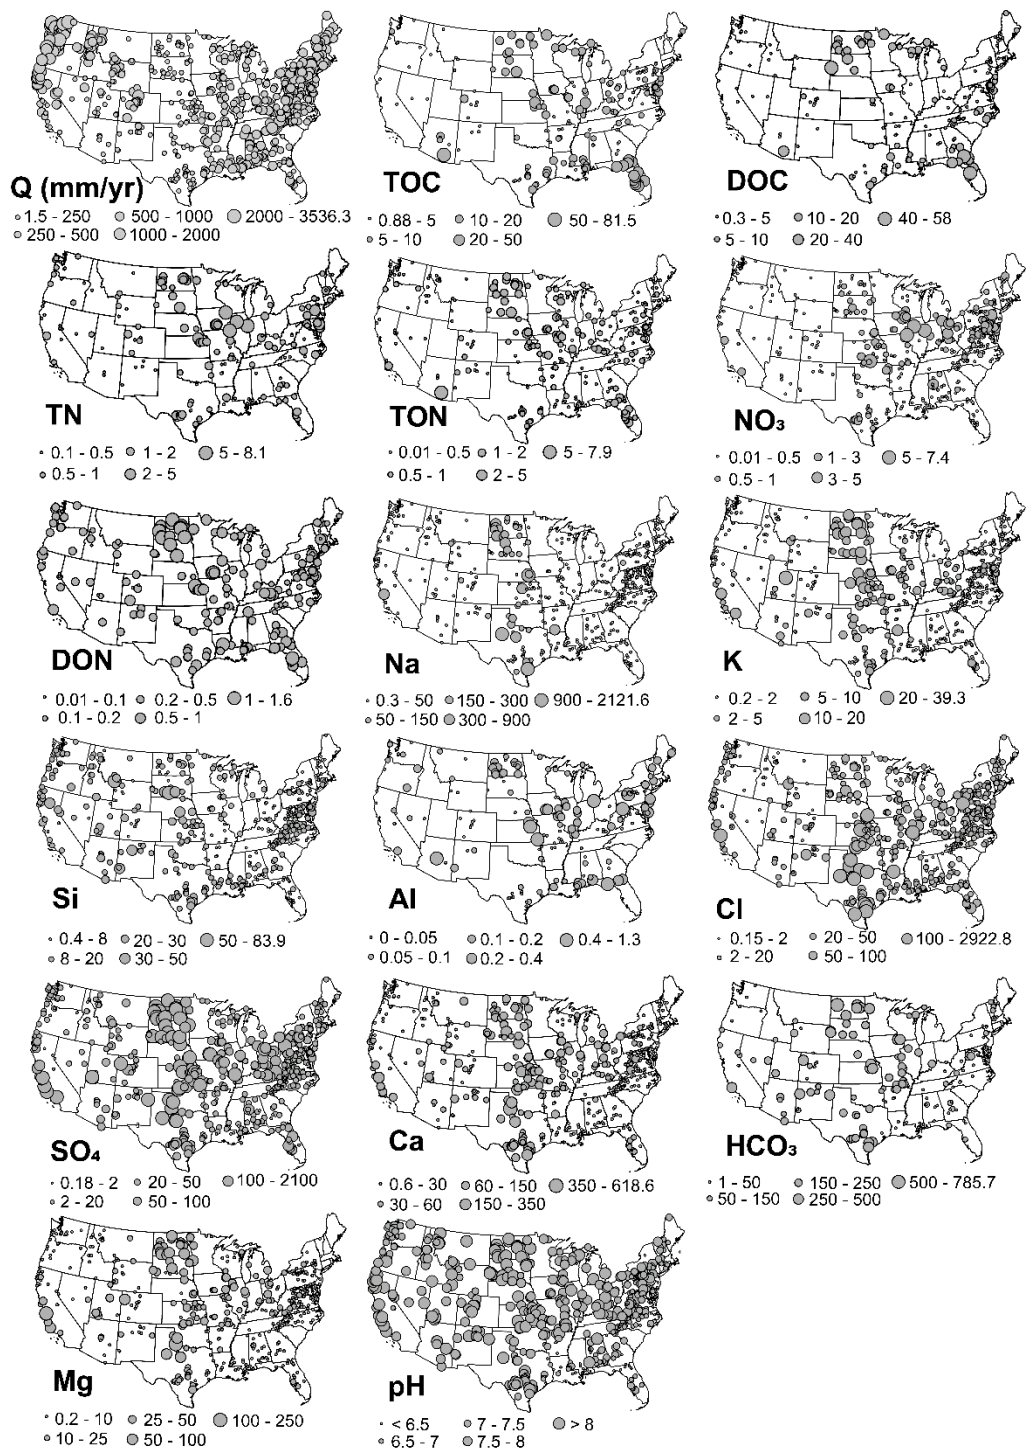 Q (mm/yr)
1.5 - 250 500 - 1000 2000 - 3536.3
250 - 500 1000 - 2000
TOC
0.88 - 5 10 - 20 50 - 81.5
5 - 10 20 - 50
DOC
0.3 - 5 10 - 20 40 - 58
5 - 10 20 - 40
TN
0.1 - 0.5 1 - 2 5 - 8.1
0.5 - 1 2 - 5
TON
0.01 - 0.5 1 - 2 5 - 7.9
0.5 - 1 2 - 5
NO₃
0.01 - 0.5 1 - 3 5 - 7.4
0.5 - 1 3 - 5
DON
0.01 - 0.1 0.2 - 0.5 1 - 1.6
0.1 - 0.2 0.5 - 1
Na
0.3 - 50 150 - 300 900 - 2121.6
50 - 150 300 - 900
K
0.2 - 2 5 - 10 20 - 39.3
2 - 5 10 - 20
Si
0.4 - 8 20 - 30 50 - 83.9
8 - 20 30 - 50
Al
0 - 0.05 0.1 - 0.2 0.4 - 1.3
0.05 - 0.1 0.2 - 0.4
Cl
0.15 - 2 20 - 50 100 - 2922.8
2 - 20 50 - 100
SO₄
0.18 - 2 20 - 50 100 - 2100
2 - 20 50 - 100
Ca
0.6 - 30 60 - 150 350 - 618.6
30 - 60 150 - 350
HCO₃
1 - 50 150 - 250 500 - 785.7
50 - 150 250 - 500
Mg
0.2 - 10 25 - 50 100 - 250
10 - 25 50 - 100
pH
< 6.5 7 - 7.5 > 8
6.5 - 7 7.5 - 8